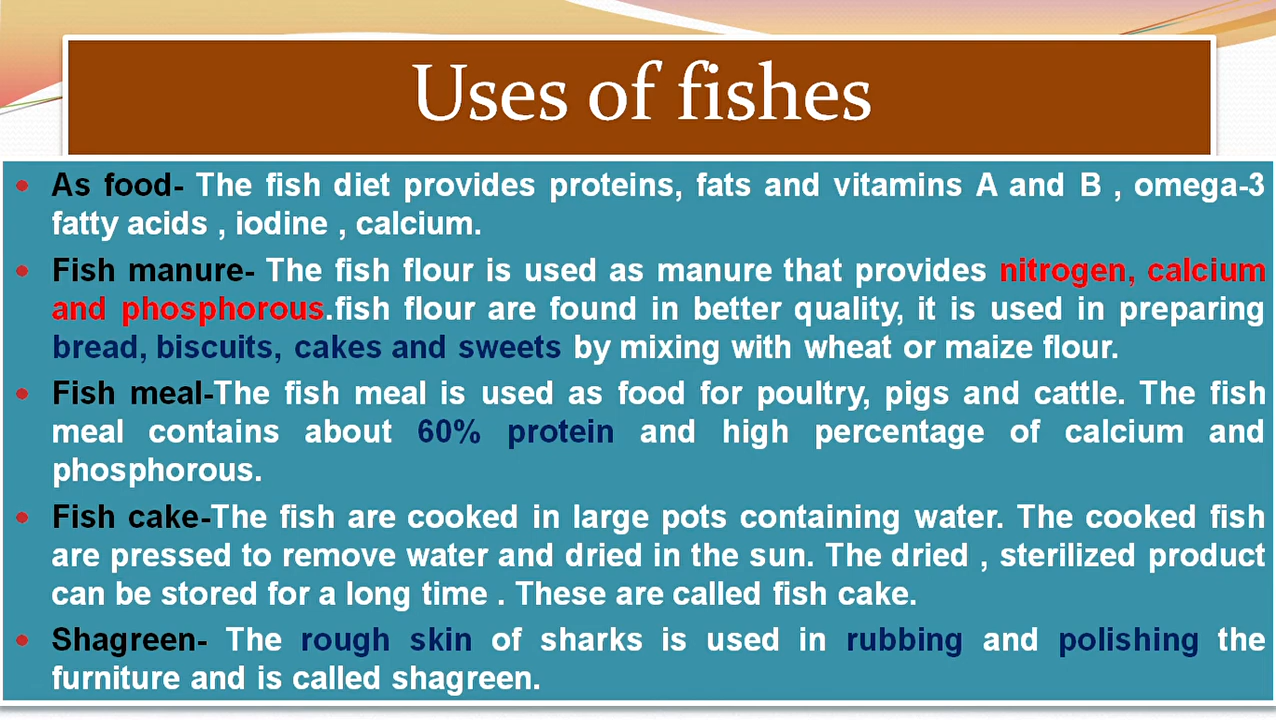 Uses of fishes
• As food- The fish diet provides proteins, fats and vitamins A and B , omega-3
fatty acids , iodine , calcium.
• Fish manure- The fish flour is used as manure that provides nitrogen, calcium
and phosphorous.fish flour are found in better quality, it is used in preparing
bread, biscuits, cakes and sweets by mixing with wheat or maize flour.
• Fish meal-The fish meal is used as food for poultry, pigs and cattle. The fish
meal contains about 60% protein and high percentage of calcium and
phosphorous.
• Fish cake-The fish are cooked in large pots containing water. The cooked fish
are pressed to remove water and dried in the sun. The dried , sterilized product
can be stored for a long time . These are called fish cake.
• Shagreen- The rough skin of sharks is used in rubbing and polishing the
furniture and is called shagreen.